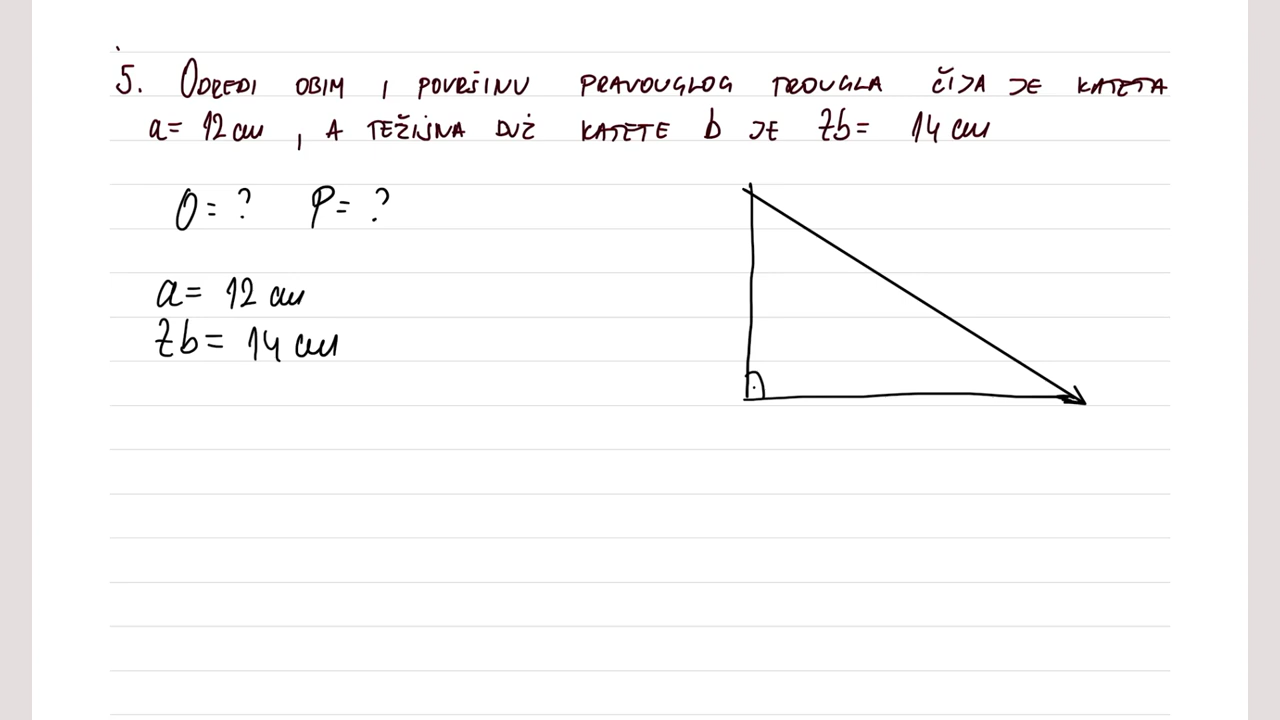 5. ODREDI OBIM I POVRŠINU PRAVOUGLOG TROUGLA ČIJA JE KATETA
a= 12 cm, A TEŽIŠNA DUŽ KATETE b JE tb= 14 cm
O= ? P= ?
a= 12 cm
tb= 14 cm